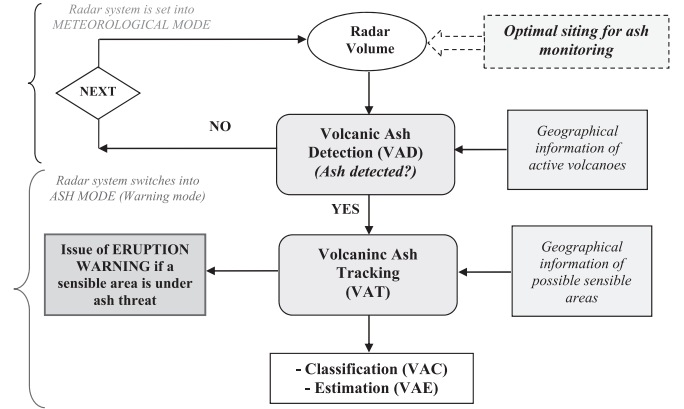 Radar system is set into
METEOROLOGICAL MODE
Radar
Volume
Optimal siting for ash
monitoring
NEXT
NO
Volcanic Ash
Detection (VAD)
(Ash detected?)
Geographical
information of
active volcanoes
Radar system switches into
ASH MODE (Warning mode)
YES
Issue of ERUPTION
WARNING if a
sensible area is under
ash threat
Volcaninc Ash
Tracking
(VAT)
Geographical
information of
possible sensible
areas
- Classification (VAC)
- Estimation (VAE)